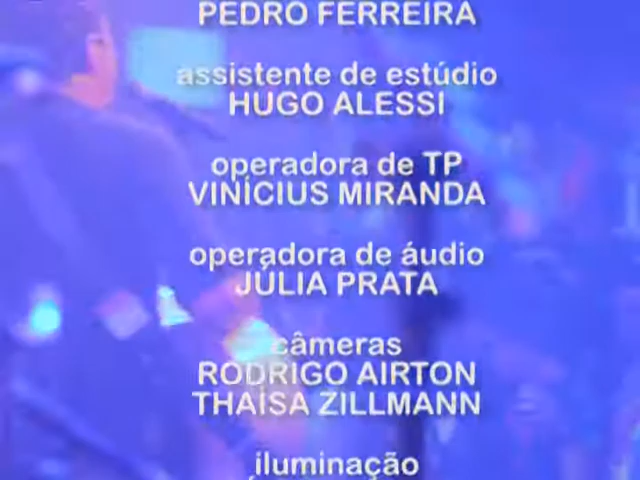 PEDRO FERREIRA
assistente de estúdio
HUGO ALESSI
operadora de TP
VINÍCIUS MIRANDA
operadora de áudio
JÚLIA PRATA
câmeras
RODRIGO AIRTON
THAÍSA ZILLMANN
iluminação